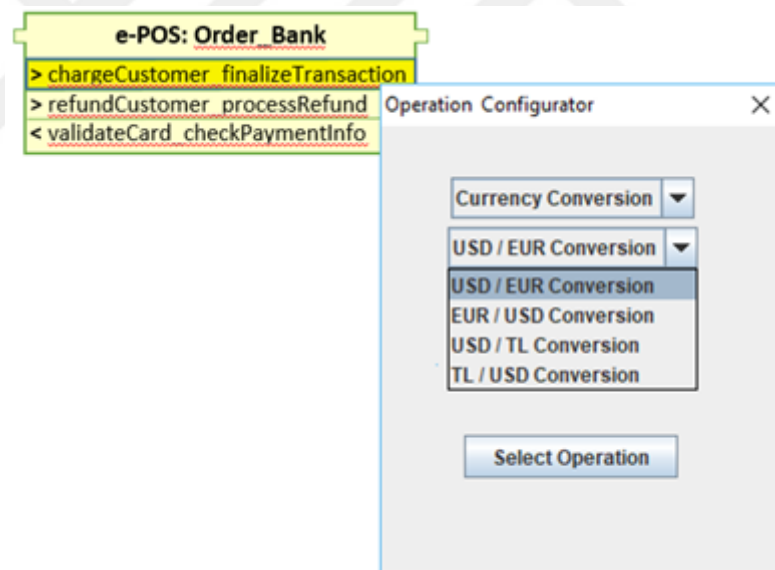 e-POS: Order_Bank
> chargeCustomer_finalizeTransaction
> refundCustomer_processRefund
< validateCard_checkPaymentInfo
Operation Configurator
Currency Conversion
USD / EUR Conversion
USD / EUR Conversion
EUR / USD Conversion
USD / TL Conversion
TL / USD Conversion
Select Operation